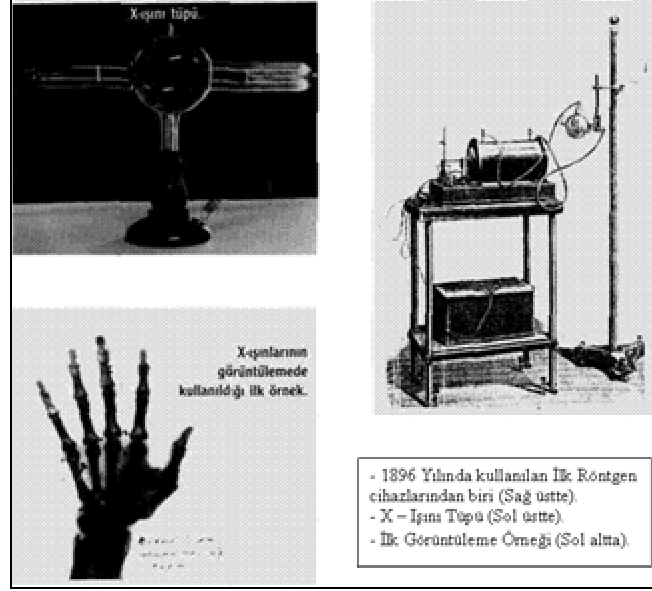 X-ışını tüpü.
X-ışınlarının
görüntülemede
kullanıldığı ilk örnek.
- 1896 Yılında kullanılan İlk Röntgen
cihazlarından biri (Sağ üstte).
- X – Işını Tüpü (Sol üstte).
- İlk Görüntüleme Örneği (Sol altta).